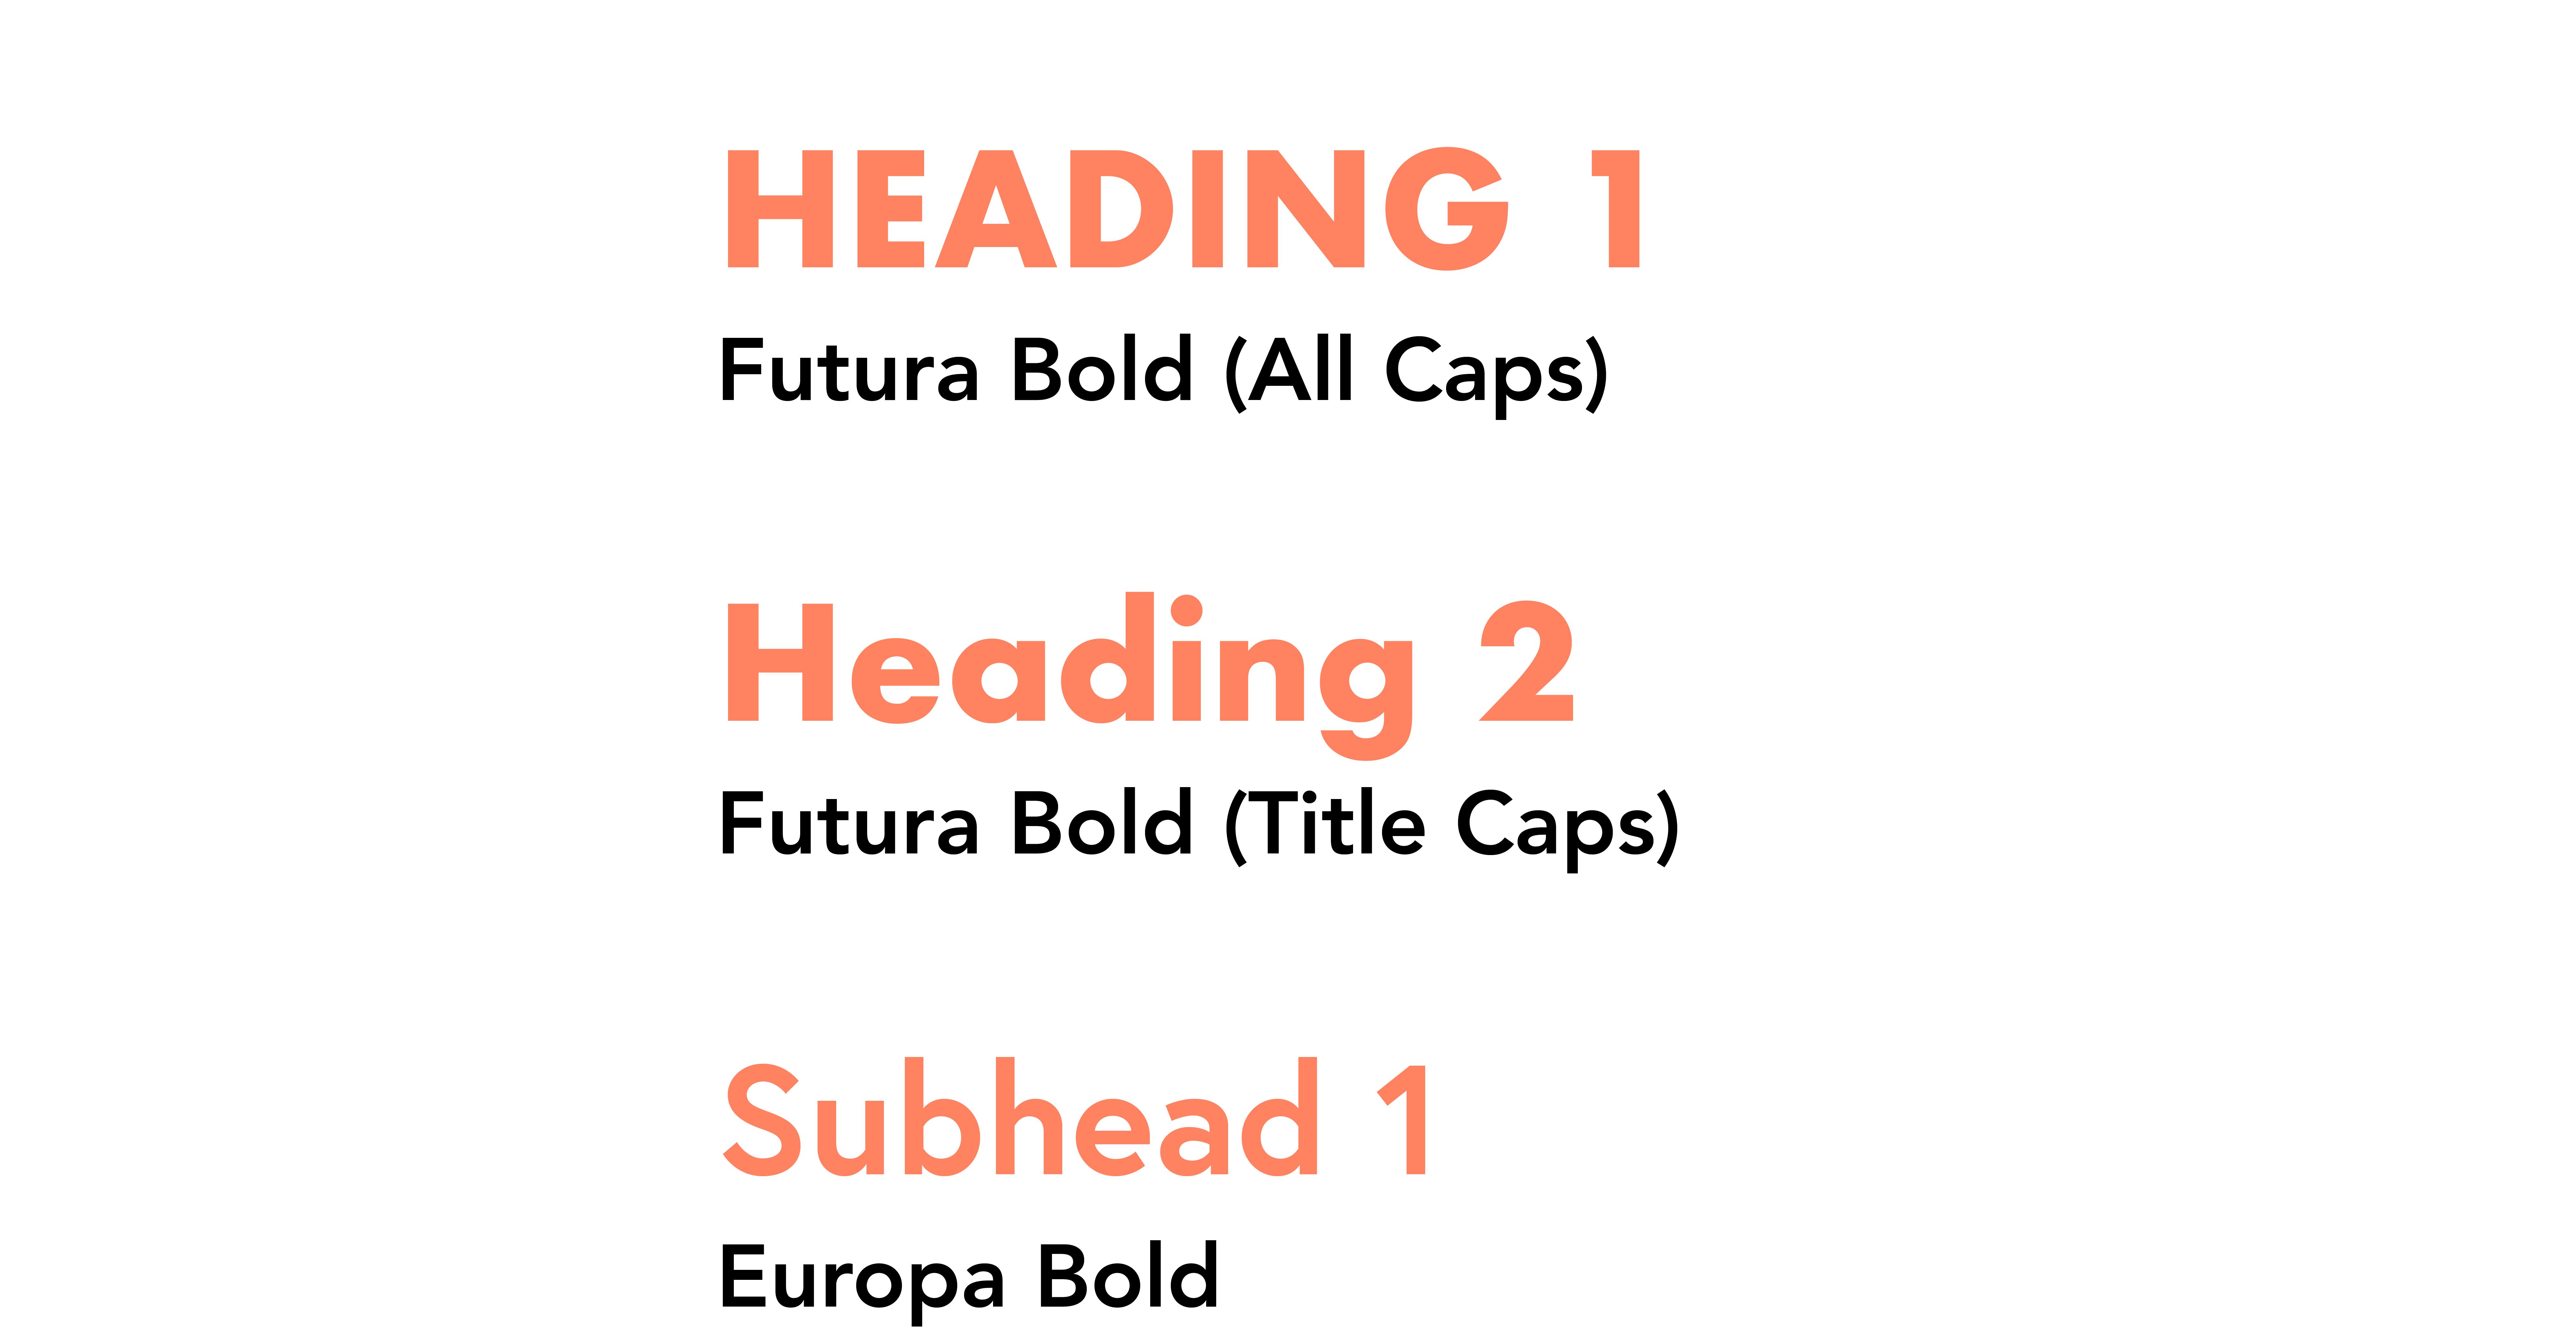 HEADING 1
Futura Bold (All Caps)
Heading 2
Futura Bold (Title Caps)
Subhead 1
Europa Bold